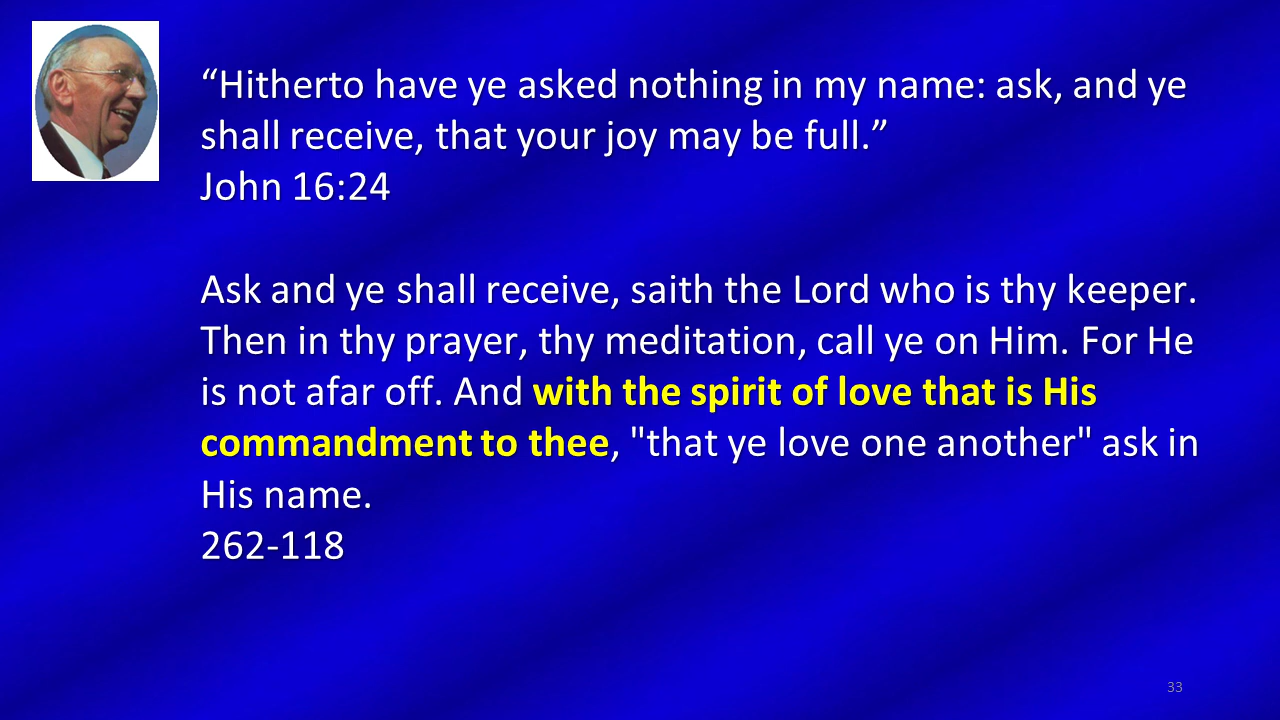 “Hitherto have ye asked nothing in my name: ask, and ye
shall receive, that your joy may be full.”
John 16:24
Ask and ye shall receive, saith the Lord who is thy keeper.
Then in thy prayer, thy meditation, call ye on Him. For He
is not afar off. And with the spirit of love that is His
commandment to thee, "that ye love one another" ask in
His name.
262-118
33